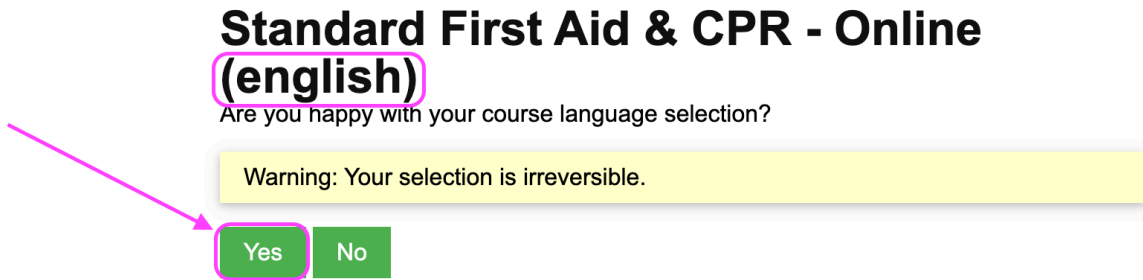 Standard First Aid & CPR - Online
(english)
Are you happy with your course language selection?
Warning: Your selection is irreversible.
Yes No